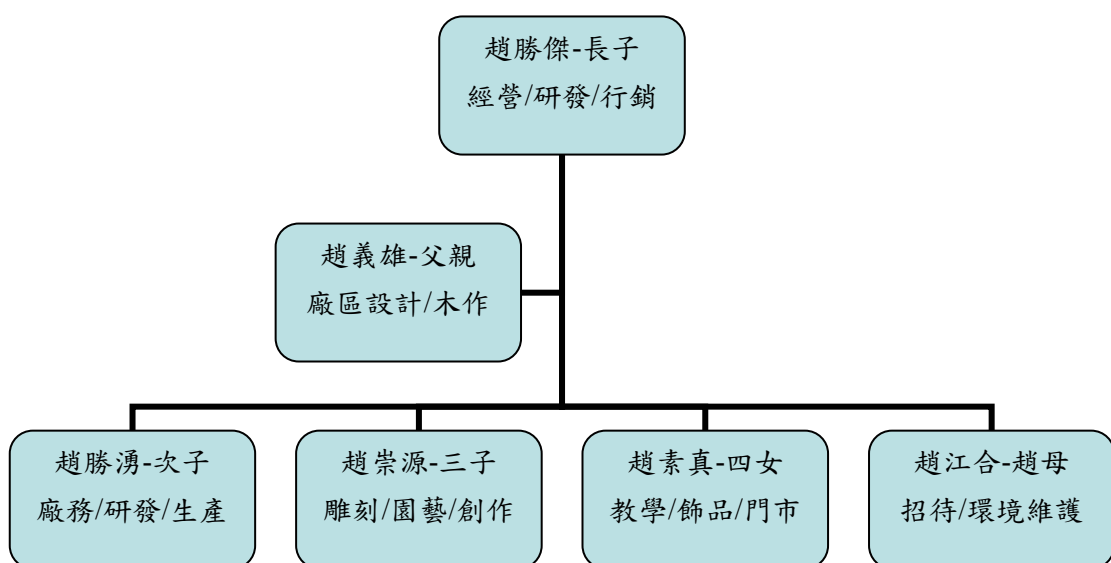 趙勝傑-長子
經營/研發/行銷
趙義雄-父親
廠區設計/木作
趙勝湧-次子
廠務/研發/生產
趙崇源-三子
雕刻/園藝/創作
趙素真-四女
教學/飾品/門市
趙江合-趙母
招待/環境維護